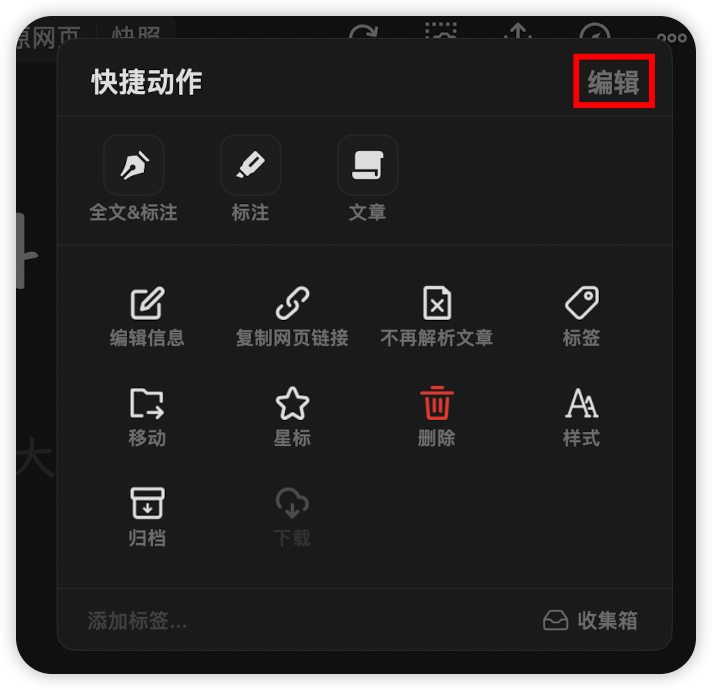 原网页 快照
快捷动作 编辑
全文&标注 标注 文章
编辑信息 复制网页链接 不再解析文章 标签
移动 星标 删除 样式
归档 下载
大
添加标签... 收集箱